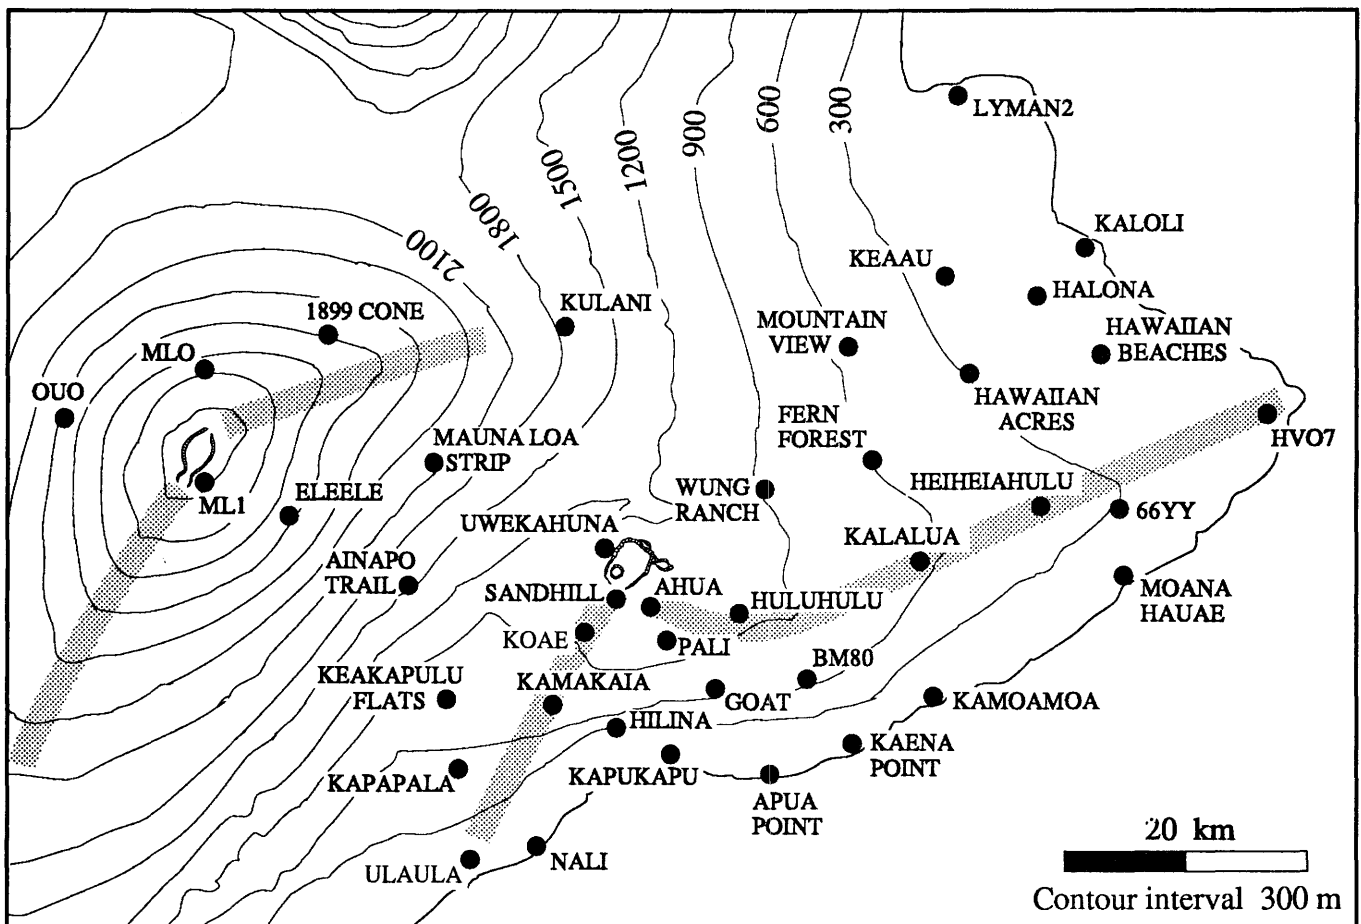 LYMAN2
600
300
900
1200
1500
1800
2100
KALOLI
KEAAU
HALONA
KULANI
1899 CONE
MOUNTAIN
VIEW
HAWAIIAN
BEACHES
MLO
OUO
HAWAIIAN
ACRES
FERN
FOREST
HVO7
MAUNA LOA
STRIP
ML1
ELEELE
WUNG
RANCH
HEIHEIAHULU
66YY
UWEKAHUNA
KALALUA
AINAPO
TRAIL
SANDHILL
AHUA
HULUHULU
MOANA
HAUAE
KOAE
PALI
BM80
KEAKAPULU
FLATS
KAMAKAIA
GOAT
KAMOAMOA
HILINA
KAENA
POINT
KAPAPALA
KAPUKAPU
APUA
POINT
ULAULA
NALI
20 km
Contour interval 300 m